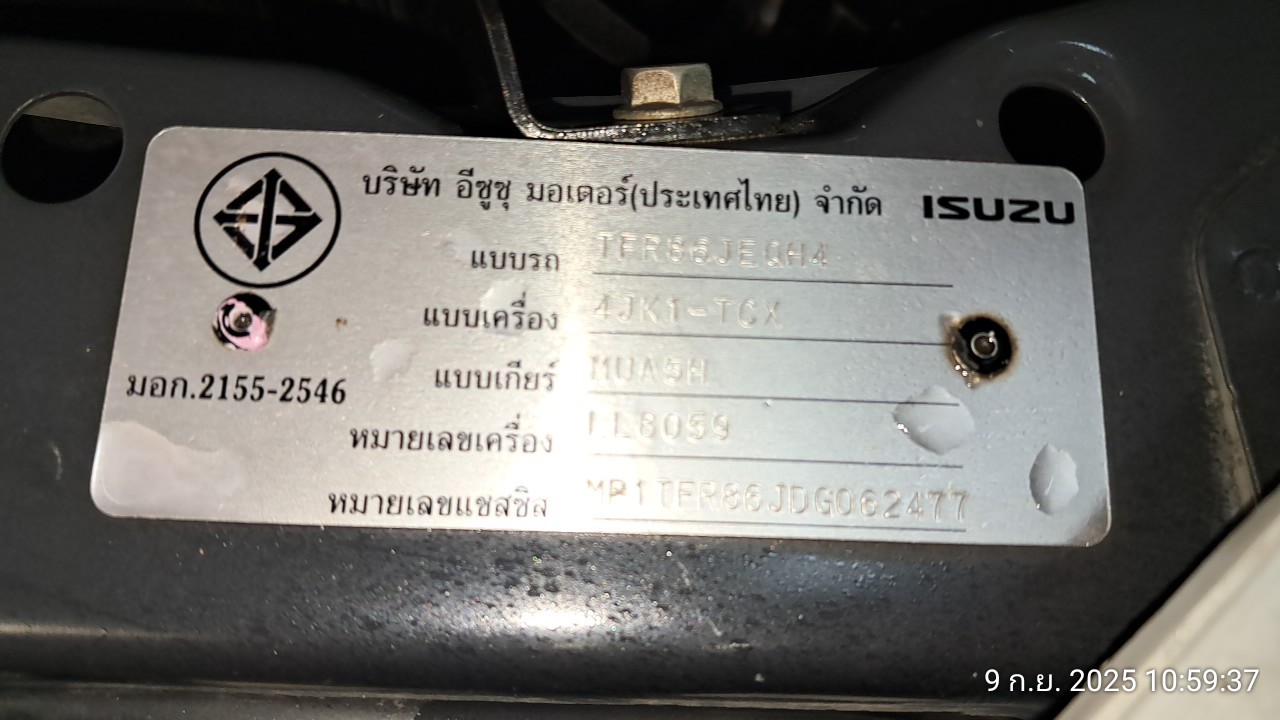 บริษัท อีซูซุ มอเตอร์(ประเทศไทย) จำกัด ISUZU
แบบรถ TFR86JEQH4
แบบเครื่อง 4JK1-TCX
แบบเกียร์ MUA5H
มอก.2155-2546
หมายเลขเครื่อง LL8059
หมายเลขแชสซิส MP1TFR86JDG062477
9 ก.ย. 2025 10:59:37